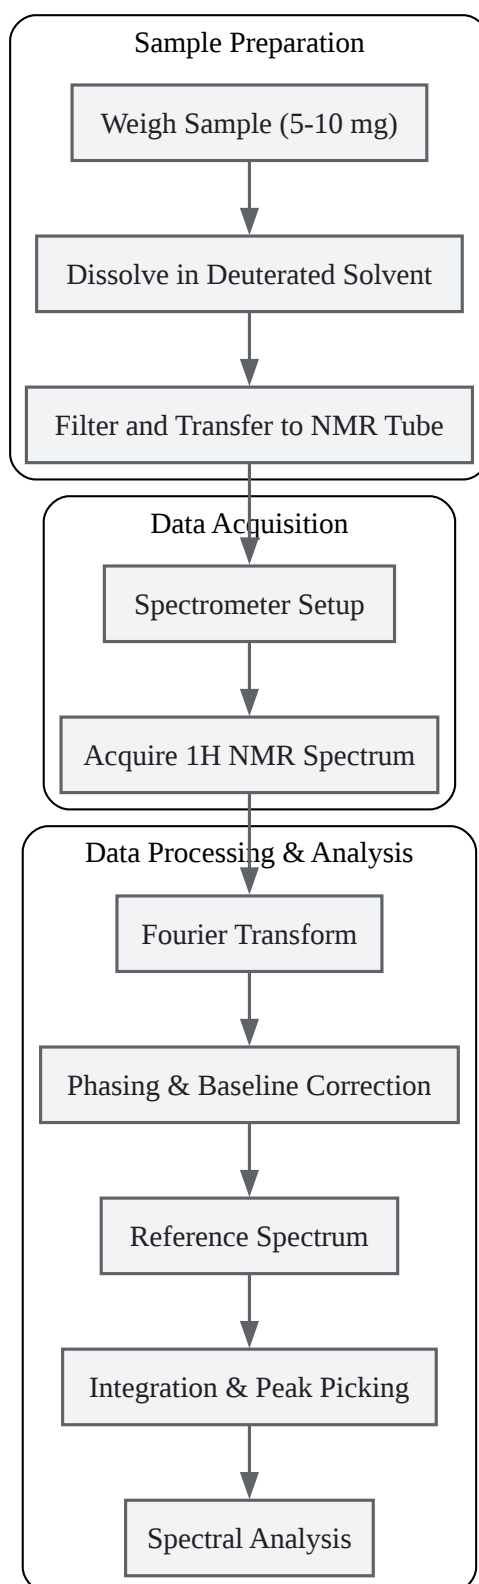 Sample Preparation
Weigh Sample (5-10 mg)
Dissolve in Deuterated Solvent
Filter and Transfer to NMR Tube
Data Acquisition
Spectrometer Setup
Acquire 1H NMR Spectrum
Data Processing & Analysis
Fourier Transform
Phasing & Baseline Correction
Reference Spectrum
Integration & Peak Picking
Spectral Analysis